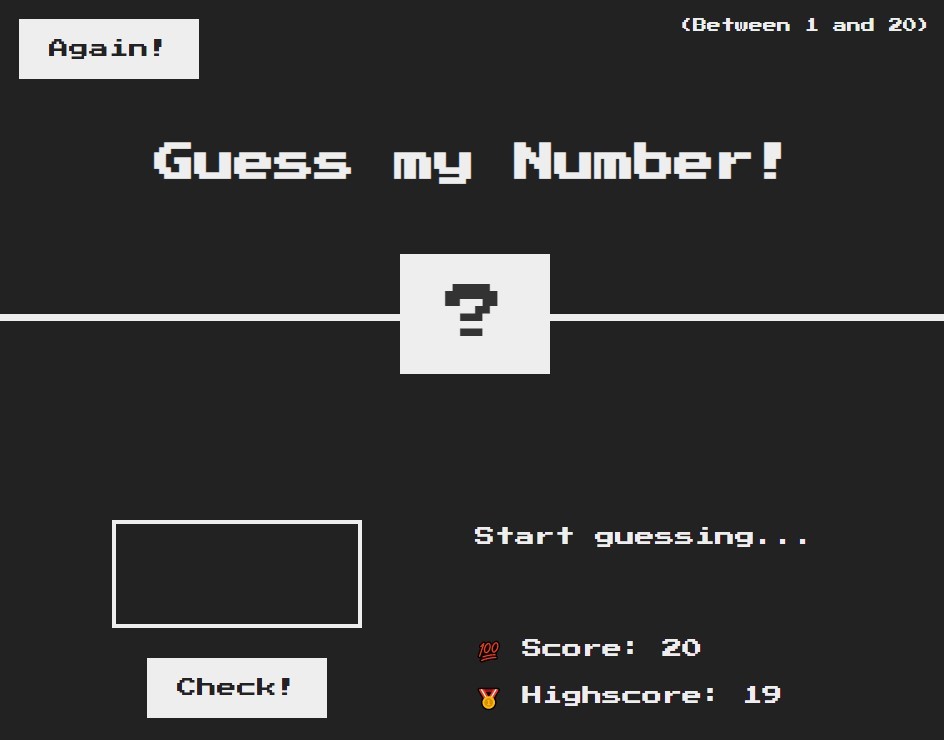 Again!
(Between 1 and 20)
Guess my Number!
?
Start guessing...
💯 Score: 20
Check!
🥇 Highscore: 19